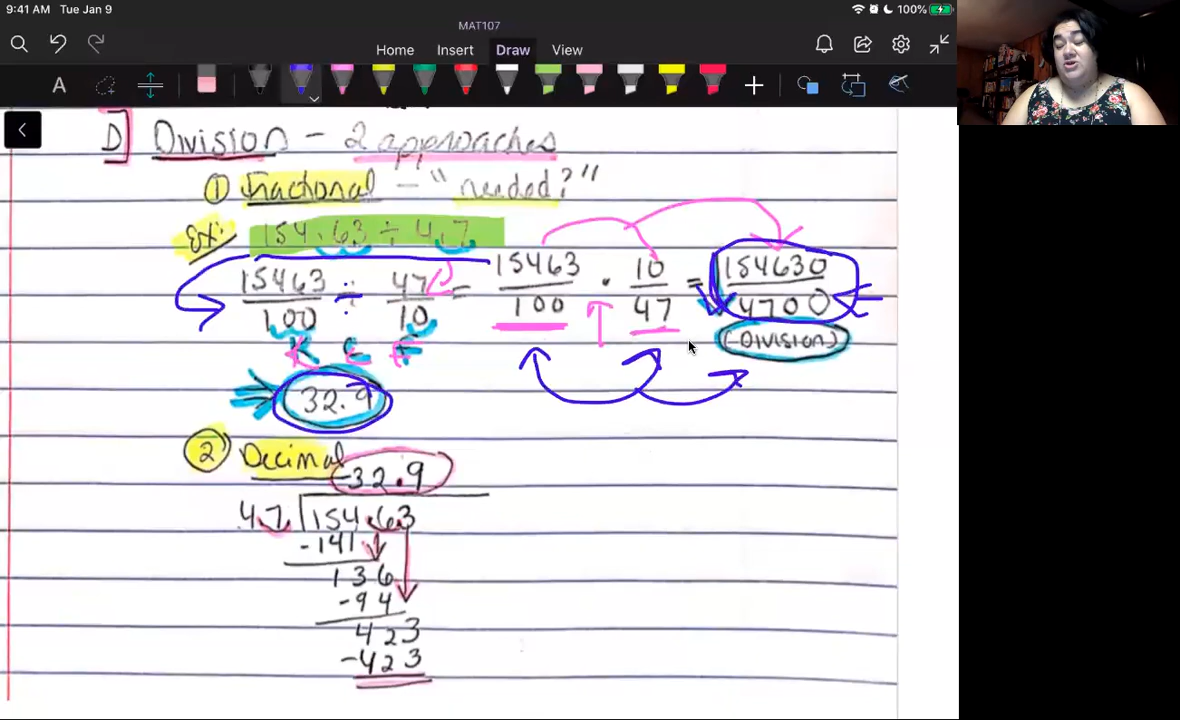 9:41 AM Tue Jan 9
100%
MAT107
Home Insert Draw View
A
D] Division - 2 approaches
① Fractional - "needed?"
Ex: 154.63 ÷ 4.7
15463/100 ÷ 47/10 = 15463/100 · 10/47 = 154630/4700
(-Division)
32.9
② Decimal
32.9
4.7 154.63
-141
136
-94
423
-423